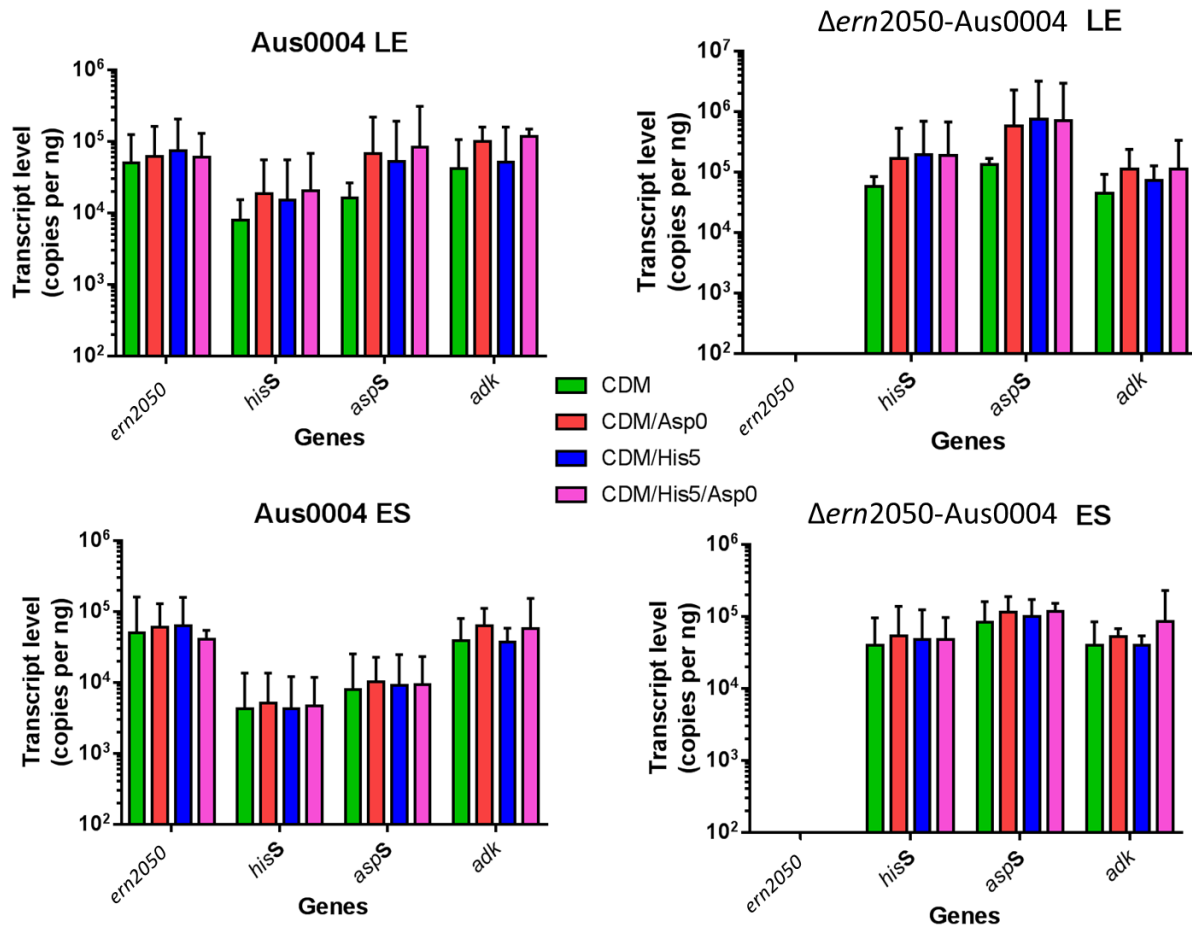 Aus0004 LE
Transcript level
(copies per ng)
10^6
10^5
10^4
10^3
10^2
ern2050
hisS
aspS
adk
Genes
Δern2050-Aus0004 LE
Transcript level
(copies per ng)
10^7
10^6
10^5
10^4
10^3
10^2
ern2050
hisS
aspS
adk
Genes
CDM
CDM/Asp0
CDM/His5
CDM/His5/Asp0
Aus0004 ES
Transcript level
(copies per ng)
10^6
10^5
10^4
10^3
10^2
ern2050
hisS
aspS
adk
Genes
Δern2050-Aus0004 ES
Transcript level
(copies per ng)
10^6
10^5
10^4
10^3
10^2
ern2050
hisS
aspS
adk
Genes